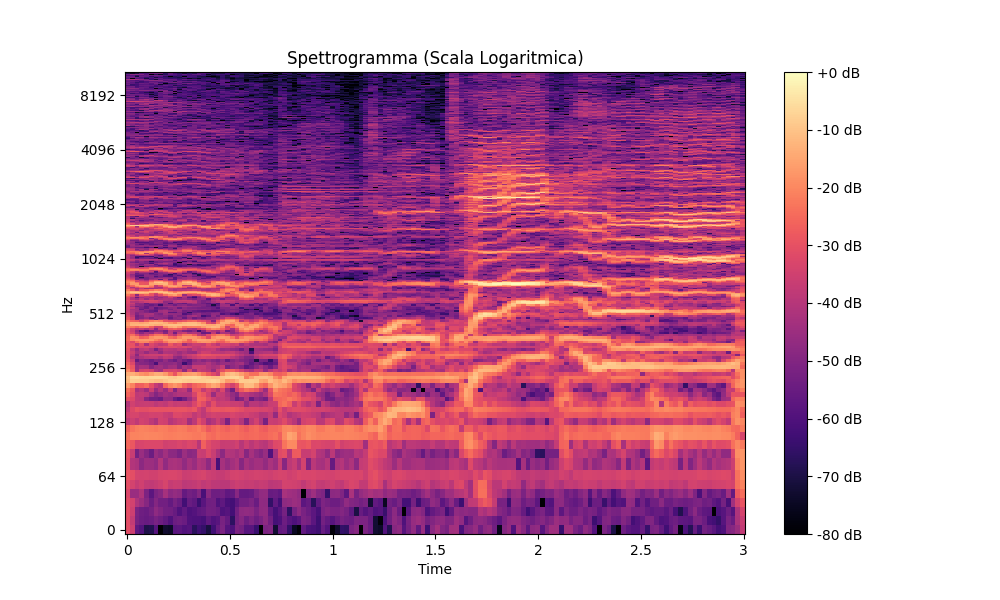 Spettrogramma (Scala Logaritmica)
Hz
8192
4096
2048
1024
512
256
128
64
0
0
0.5
1
1.5
2
2.5
3
Time
+0 dB
-10 dB
-20 dB
-30 dB
-40 dB
-50 dB
-60 dB
-70 dB
-80 dB